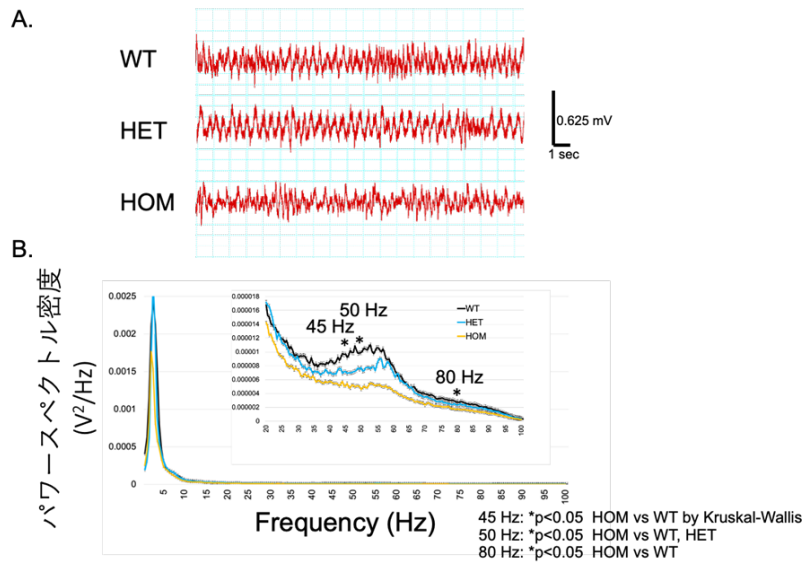 A.
WT
HET
HOM
0.625 mV
1 sec
B.
パワースペクトル密度
(V²/Hz)
0.0025
0.002
0.0015
0.001
0.0005
0
5
10
15
20
25
30
35
40
45
50
55
60
65
70
75
80
85
90
95
100
Frequency (Hz)
0.000018
0.000016
0.000014
0.000012
0.00001
0.000008
0.000006
0.000004
0.000002
0
20
25
30
35
40
45
50
55
60
65
70
75
80
85
90
95
100
50 Hz
45 Hz
* *
80 Hz
*
WT
HET
HOM
45 Hz: *p<0.05 HOM vs WT by Kruskal-Wallis
50 Hz: *p<0.05 HOM vs WT, HET
80 Hz: *p<0.05 HOM vs WT